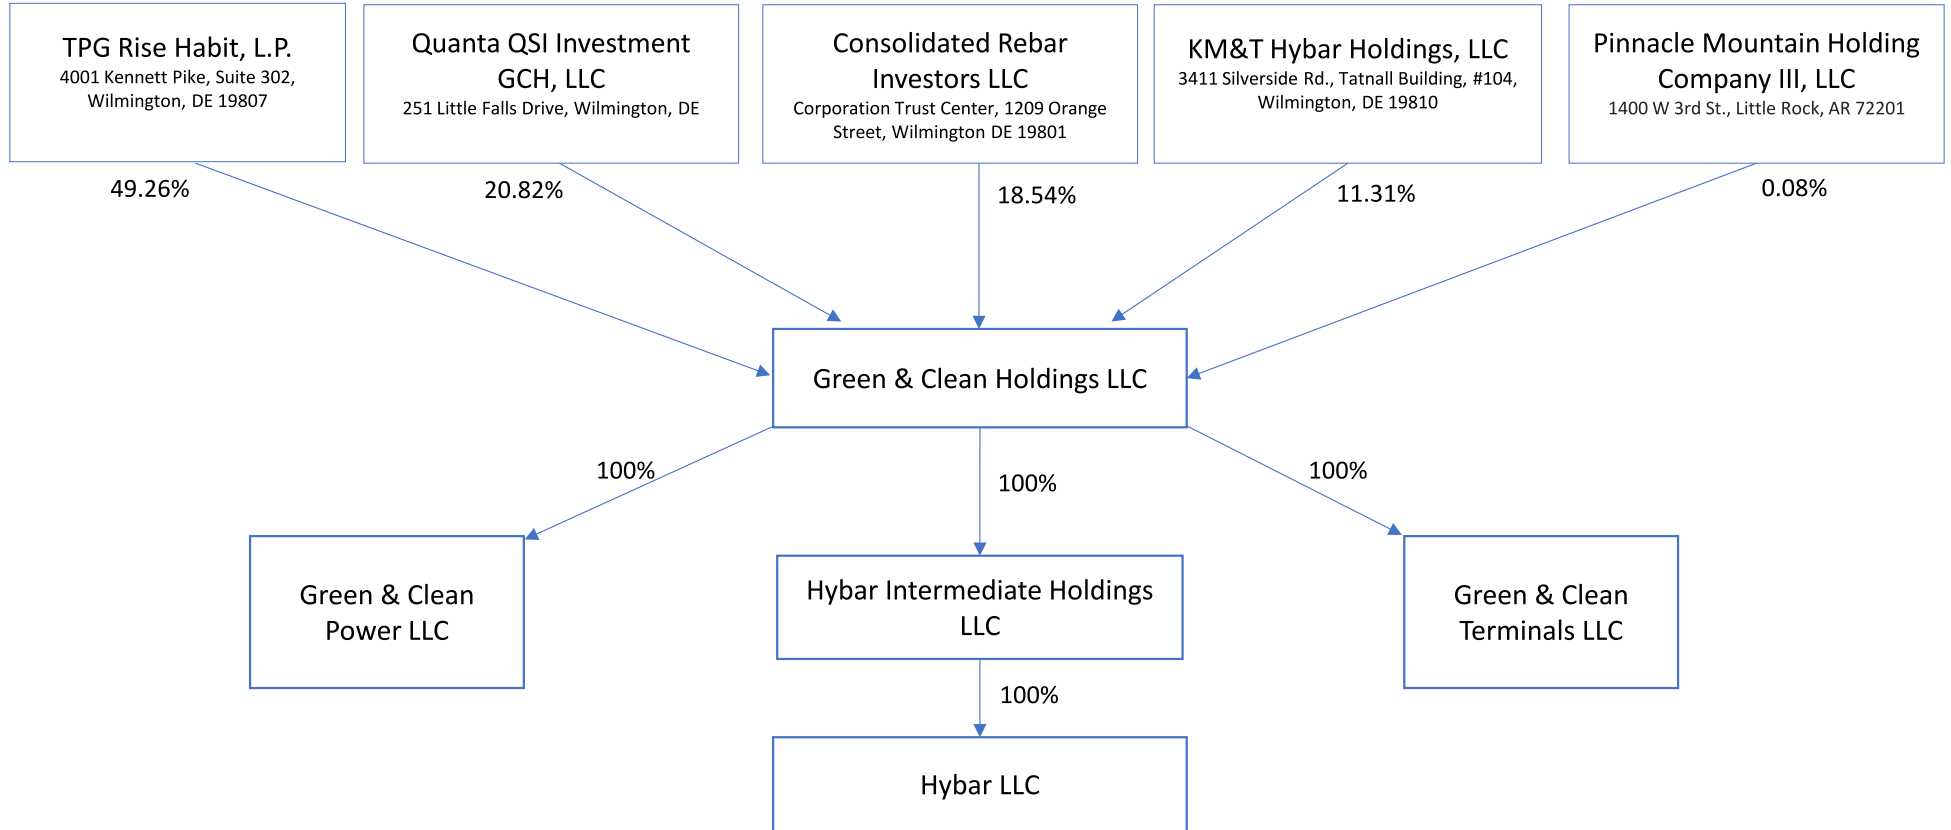 TPG Rise Habit, L.P.
4001 Kennett Pike, Suite 302,
Wilmington, DE 19807
Quanta QSI Investment
GCH, LLC
251 Little Falls Drive, Wilmington, DE
Consolidated Rebar
Investors LLC
Corporation Trust Center, 1209 Orange
Street, Wilmington DE 19801
KM&T Hybar Holdings, LLC
3411 Silverside Rd., Tatnall Building, #104,
Wilmington, DE 19810
Pinnacle Mountain Holding
Company III, LLC
1400 W 3rd St., Little Rock, AR 72201
49.26%
20.82%
18.54%
11.31%
0.08%
Green & Clean Holdings LLC
100%
100%
100%
Green & Clean
Power LLC
Hybar Intermediate Holdings
LLC
Green & Clean
Terminals LLC
100%
Hybar LLC